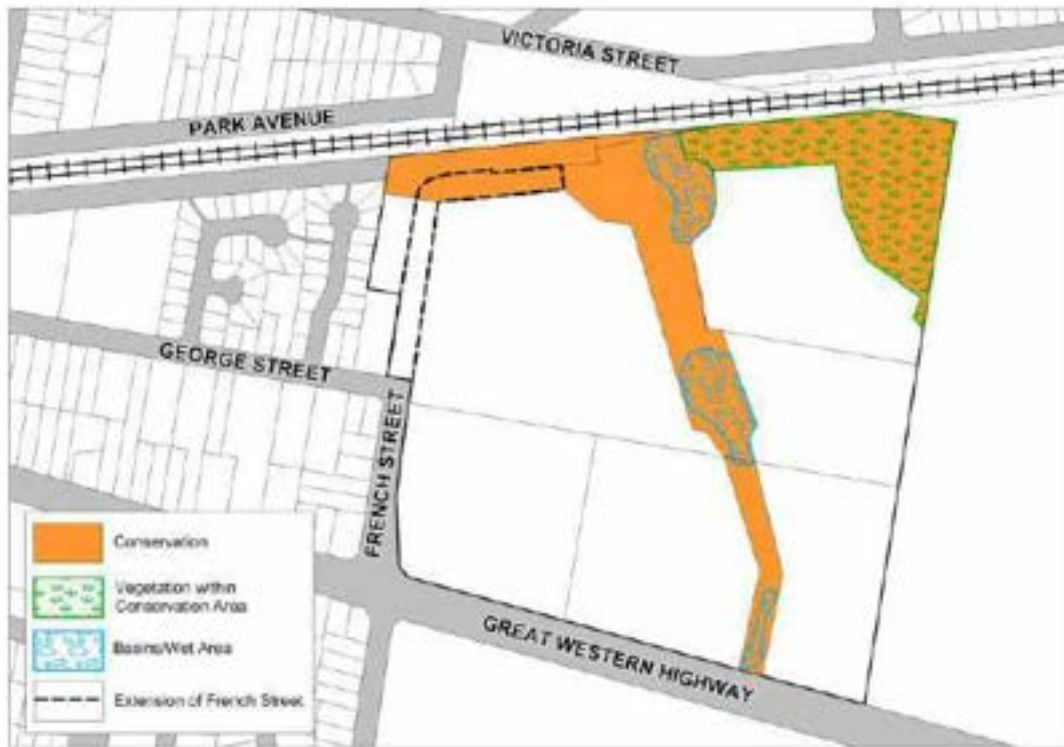 VICTORIA STREET
PARK AVENUE
GEORGE STREET
FRENCH STREET
GREAT WESTERN HIGHWAY
Conservation
Vegetation within
Conservation Area
Basins/Wet Area
Extension of French Street